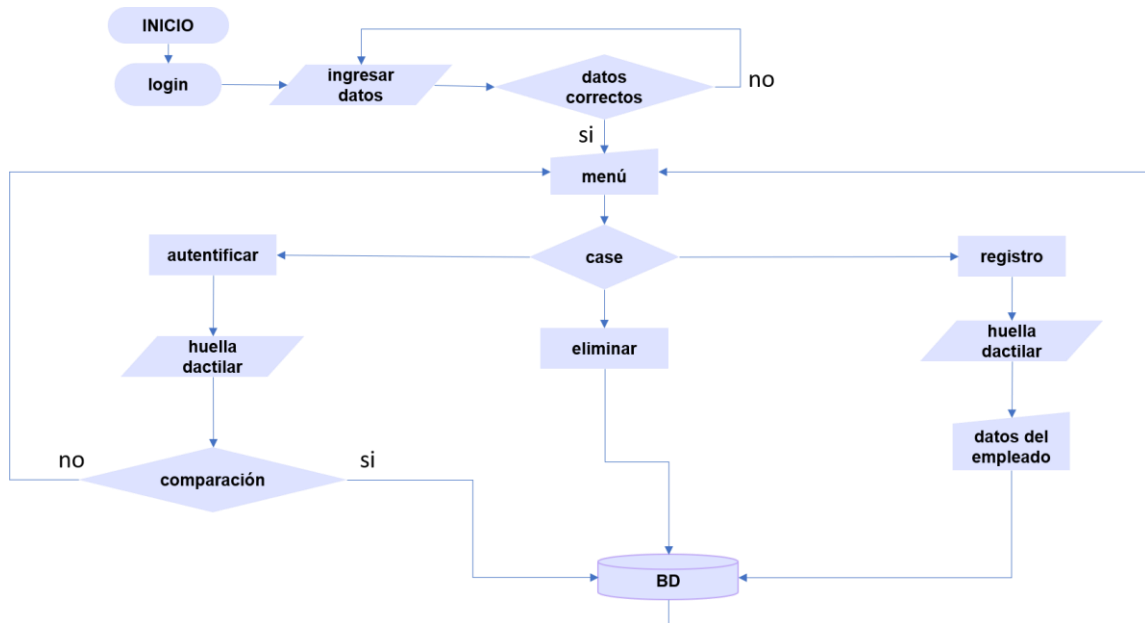 INICIO
login
ingresar
datos
datos
correctos
no
si
menú
autentificar
case
registro
huella
dactilar
eliminar
huella
dactilar
datos del
empleado
no
comparación
si
BD